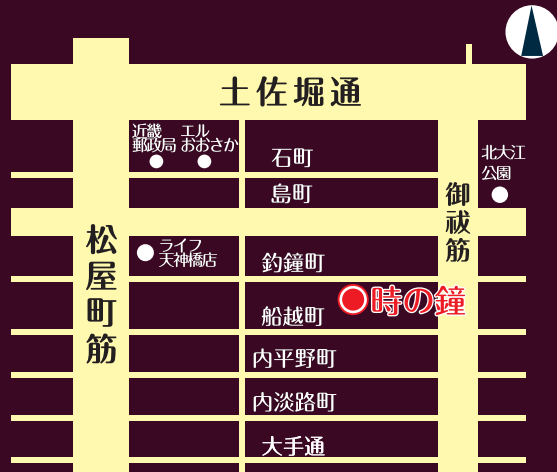 土佐堀通
近畿
郵政局
エル
おおさか
石町
北大江
公園
島町
御祓筋
松屋町筋
ライフ
天神橋店
釣鐘町
時の鐘
船越町
内平野町
内淡路町
大手通